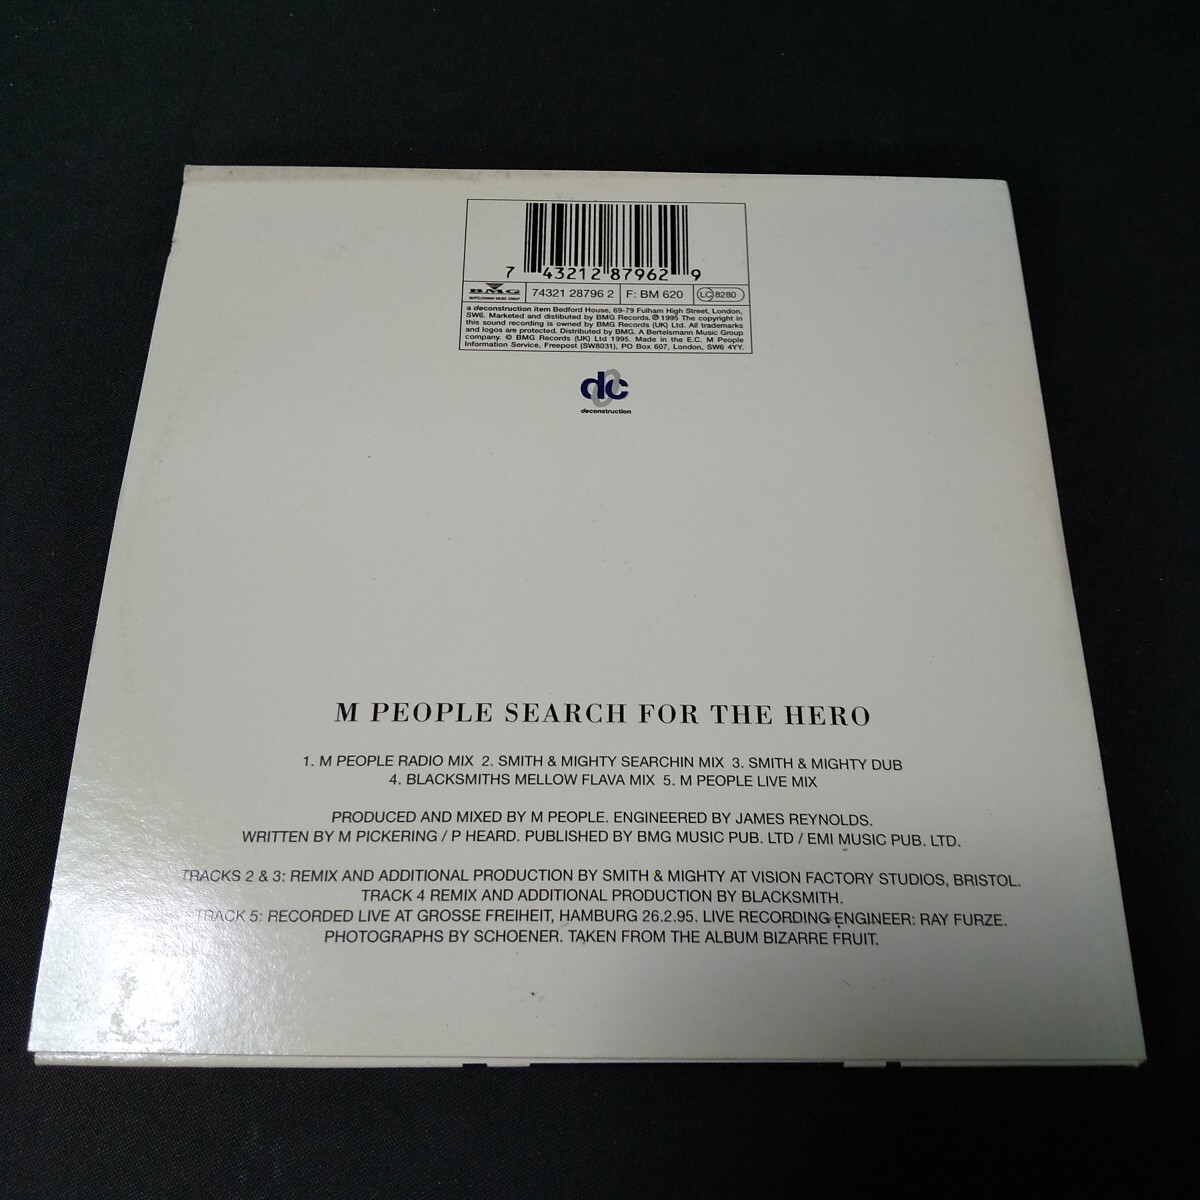 7 43212 87962 9
BMG
BERTELSMANN MUSIC GROUP
74321 28796 2
F: BM 620
LC 8280
a deconstruction item Bedford House, 69-79 Fulham High Street, London,
SW6. Marketed and distibuted by BMG Records. ℗ 1995 The copyright in
this sound recording is owned by BMG Records (UK) Ltd. All trademarks
and logos are protected. Distributed by BMG. A Bertelsmann Music Group
company. © BMG Records (UK) Ltd 1995. Made in the E.C. M People
Information Service, Freepost (SW8031), PO Box 607, London, SW6 4YY.
dc
deconstruction
M PEOPLE SEARCH FOR THE HERO
1. M PEOPLE RADIO MIX 2. SMITH & MIGHTY SEARCHIN MIX 3. SMITH & MIGHTY DUB
4. BLACKSMITHS MELLOW FLAVA MIX 5. M PEOPLE LIVE MIX
PRODUCED AND MIXED BY M PEOPLE. ENGINEERED BY JAMES REYNOLDS.
WRITTEN BY M PICKERING / P HEARD. PUBLISHED BY BMG MUSIC PUB. LTD / EMI MUSIC PUB. LTD.
TRACKS 2 & 3: REMIX AND ADDITIONAL PRODUCTION BY SMITH & MIGHTY AT VISION FACTORY STUDIOS, BRISTOL.
TRACK 4 REMIX AND ADDITIONAL PRODUCTION BY BLACKSMITH.
TRACK 5: RECORDED LIVE AT GROSSE FREIHEIT, HAMBURG 26.2.95. LIVE RECORDING ENGINEER: RAY FURZE.
PHOTOGRAPHS BY SCHOENER. TAKEN FROM THE ALBUM BIZARRE FRUIT.